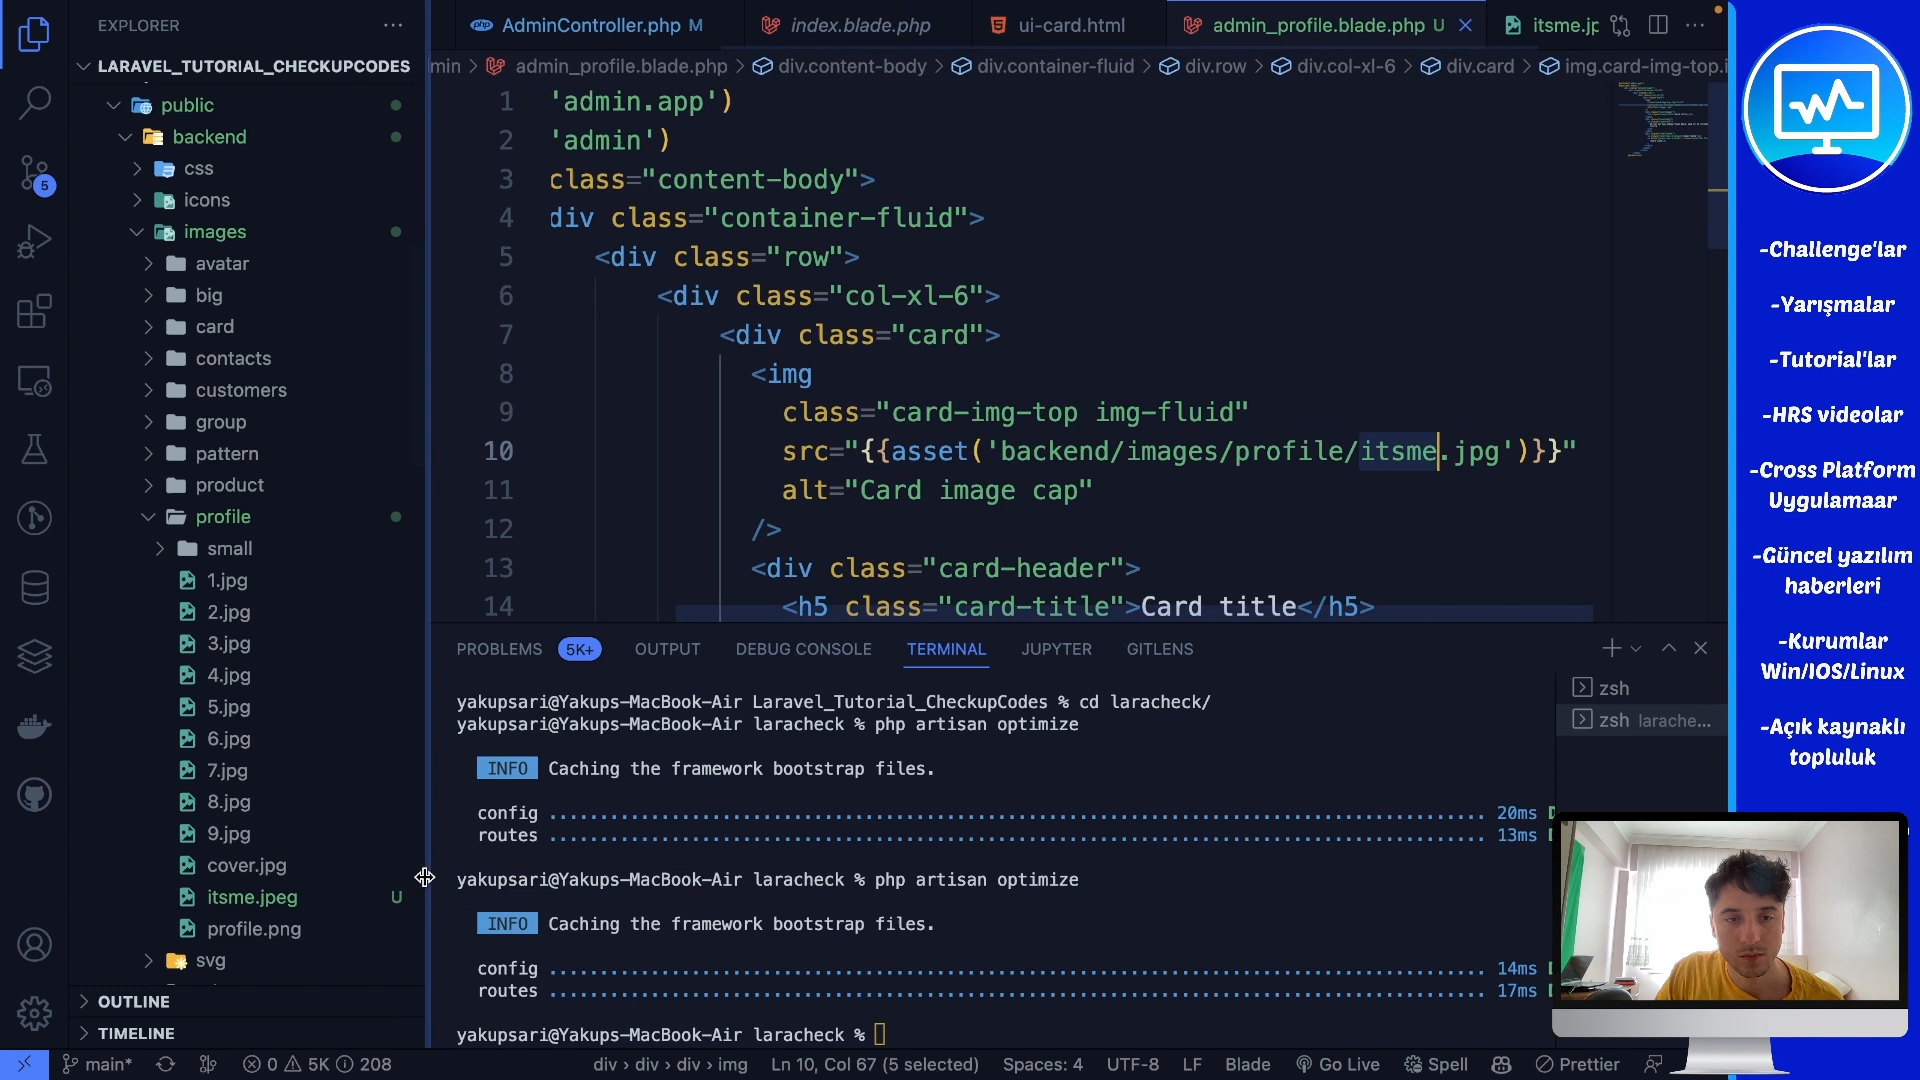 EXPLORER
LARAVEL_TUTORIAL_CHECKUPCODES
public
backend
css
icons
images
avatar
big
card
contacts
customers
group
pattern
product
profile
small
1.jpg
2.jpg
3.jpg
4.jpg
5.jpg
6.jpg
7.jpg
8.jpg
9.jpg
cover.jpg
itsme.jpeg U
profile.png
svg
OUTLINE
TIMELINE
5
php AdminController.php M
index.blade.php
ui-card.html
admin_profile.blade.php U
itsme.jp
min > admin_profile.blade.php > div.content-body > div.container-fluid > div.row > div.col-xl-6 > div.card > img.card-img-top.i
1 'admin.app')
2 'admin')
3 class="content-body">
4 div class="container-fluid">
5 <div class="row">
6 <div class="col-xl-6">
7 <div class="card">
8 <img
9 class="card-img-top img-fluid"
10 src="{{asset('backend/images/profile/itsme.jpg')}}"
11 alt="Card image cap"
12 />
13 <div class="card-header">
14 <h5 class="card-title">Card title</h5>
PROBLEMS 5K+ OUTPUT DEBUG CONSOLE TERMINAL JUPYTER GITLENS
yakupsari@Yakups-MacBook-Air Laravel_Tutorial_CheckupCodes % cd laracheck/
yakupsari@Yakups-MacBook-Air laracheck % php artisan optimize
INFO Caching the framework bootstrap files.
config ........................................................................................... 20ms
routes ........................................................................................... 13ms
yakupsari@Yakups-MacBook-Air laracheck % php artisan optimize
INFO Caching the framework bootstrap files.
config ........................................................................................... 14ms
routes ........................................................................................... 17ms
yakupsari@Yakups-MacBook-Air laracheck %
zsh
zsh larache...
main* 0 5K 208
div > div > div > img Ln 10, Col 67 (5 selected) Spaces: 4 UTF-8 LF Blade Go Live Spell Prettier
-Challenge'lar
-Yarışmalar
-Tutorial'lar
-HRS videolar
-Cross Platform
Uygulamaar
-Güncel yazılım
haberleri
-Kurumlar
Win/IOS/Linux
-Açık kaynaklı
topluluk